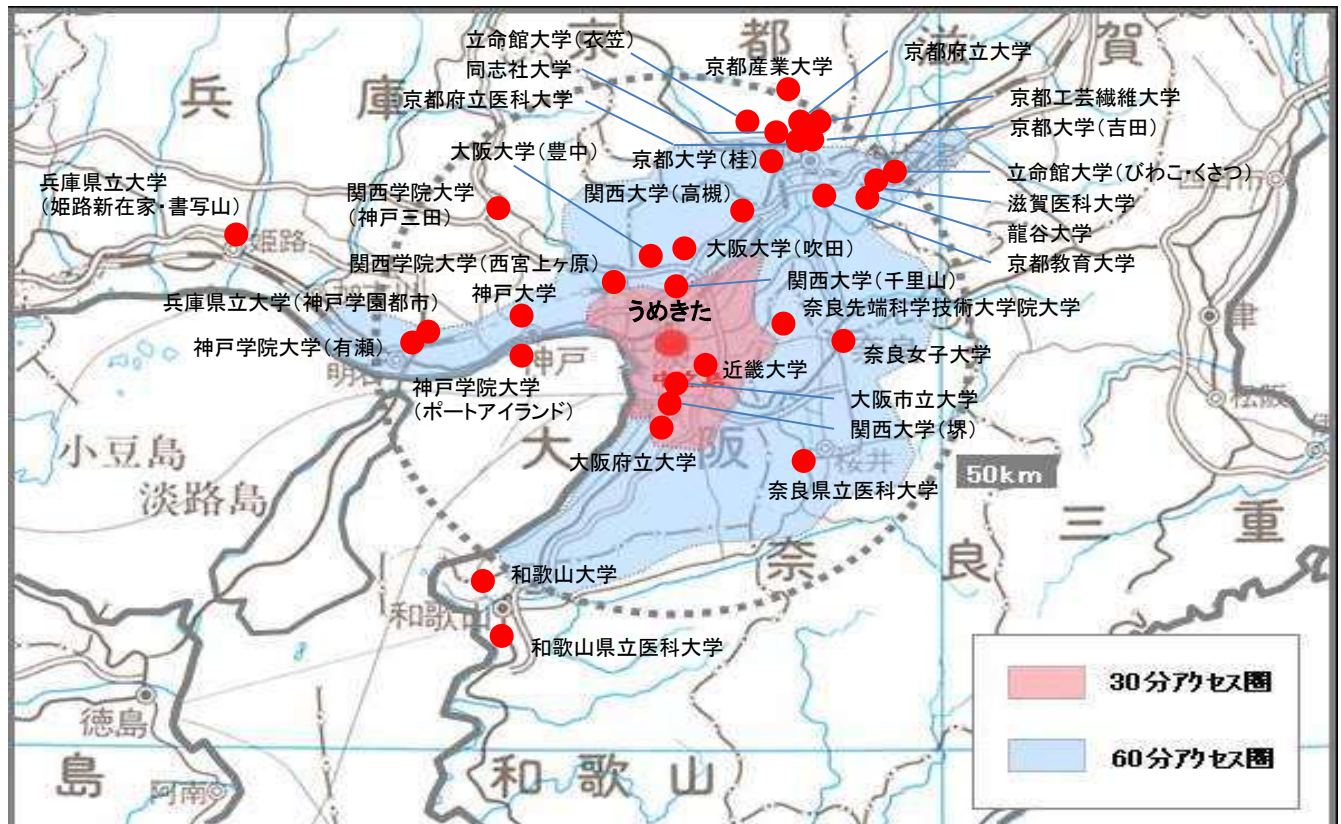 京都
滋賀
兵庫
立命館大学(衣笠)
同志社大学
京都府立医科大学
京都産業大学
京都府立大学
京都工芸繊維大学
京都大学(吉田)
大阪大学(豊中)
京都大学(桂)
立命館大学(びわこ・くさつ)
兵庫県立大学
(姫路新在家・書写山)
関西学院大学
(神戸三田)
関西大学(高槻)
滋賀医科大学
龍谷大学
姫路
大阪大学(吹田)
京都教育大学
関西学院大学(西宮上ヶ原)
関西大学(千里山)
兵庫県立大学(神戸学園都市)
神戸大学
うめきた
奈良先端科学技術大学院大学
津
神戸学院大学(有瀬)
明石
神戸
奈良女子大学
近畿大学
神戸学院大学
(ポートアイランド)
大阪市立大学
松阪
関西大学(堺)
小豆島
大阪
大阪府立大学
桜井
50km
淡路島
奈良県立医科大学
三重
奈良
和歌山大学
和歌山
和歌山県立医科大学
30分アクセス圏
徳島
60分アクセス圏
島
和歌山
阿南